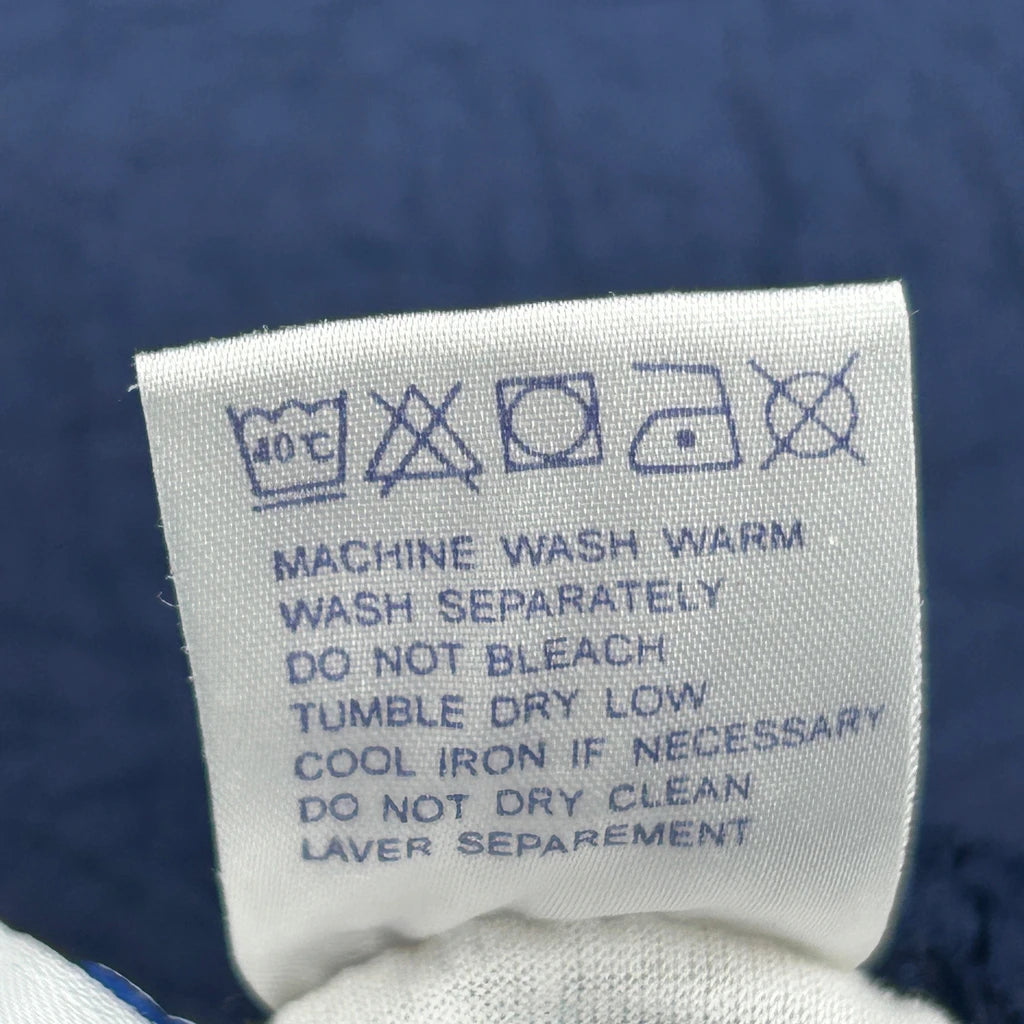 40℃
MACHINE WASH WARM
WASH SEPARATELY
DO NOT BLEACH
TUMBLE DRY LOW
COOL IRON IF NECESSARY
DO NOT DRY CLEAN
LAVER SEPAREMENT